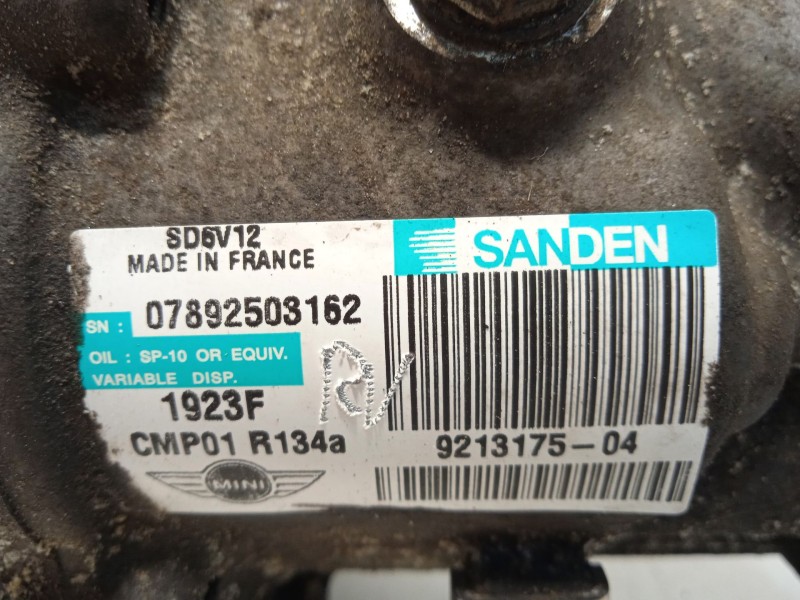 SD6V12
MADE IN FRANCE
SANDEN
SN : 07892503162
OIL : SP-10 OR EQUIV.
VARIABLE DISP.
1923F
CMP01 R134a
9213175-04
MINI